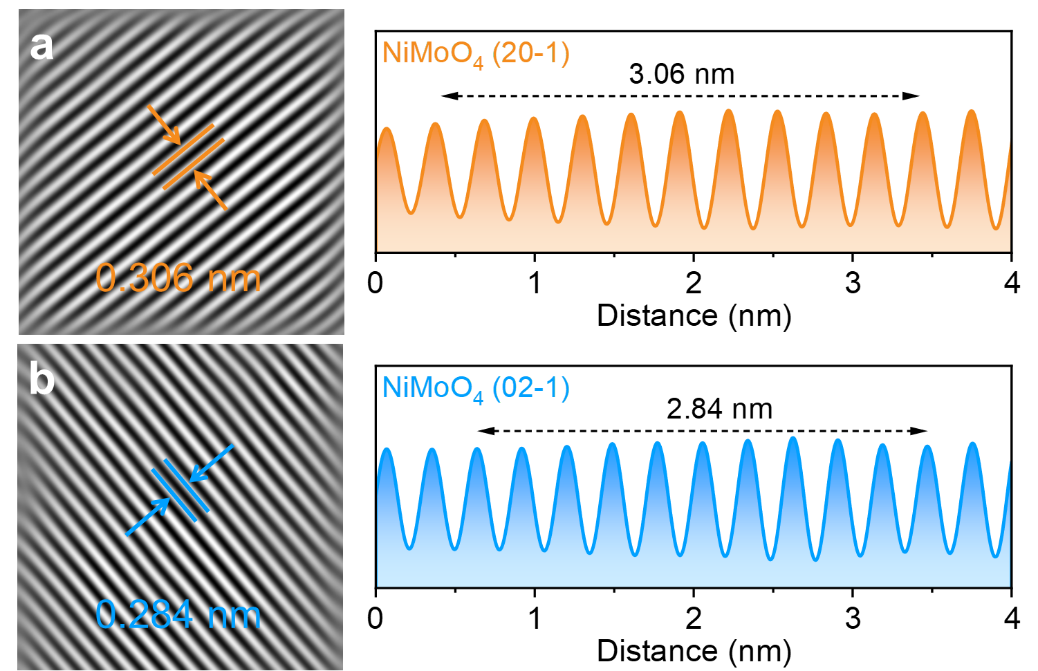 a
0.306 nm
NiMoO₄ (20-1)
3.06 nm
0 1 2 3 4
Distance (nm)
b
0.284 nm
NiMoO₄ (02-1)
2.84 nm
0 1 2 3 4
Distance (nm)